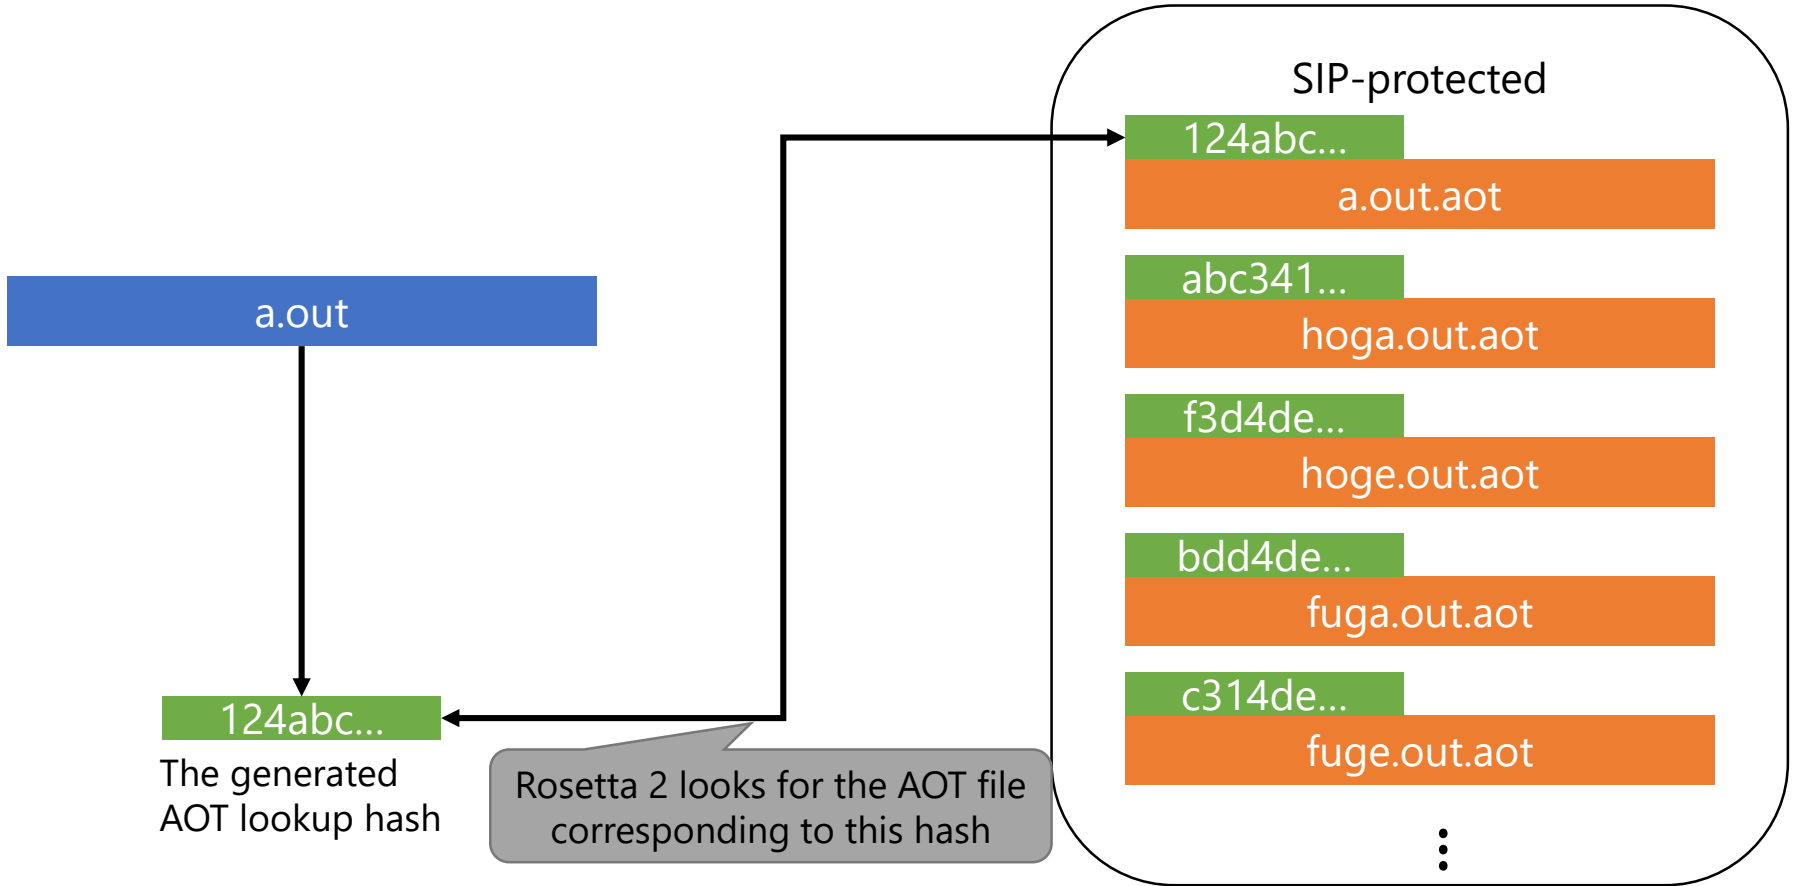 SIP-protected
124abc...
a.out.aot
abc341...
hoga.out.aot
a.out
f3d4de...
hoge.out.aot
bdd4de...
fuga.out.aot
c314de...
fuge.out.aot
124abc...
The generated
AOT lookup hash
Rosetta 2 looks for the AOT file
corresponding to this hash